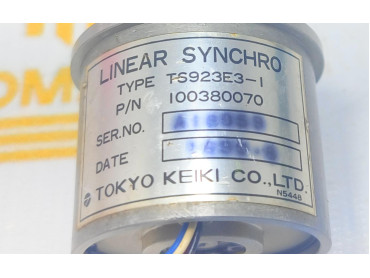 LINEAR SYNCHRO
TYPE TS923E3-1
P/N 100380070
SER.NO.
DATE
TOKYO KEIKI CO.,LTD.
N5448